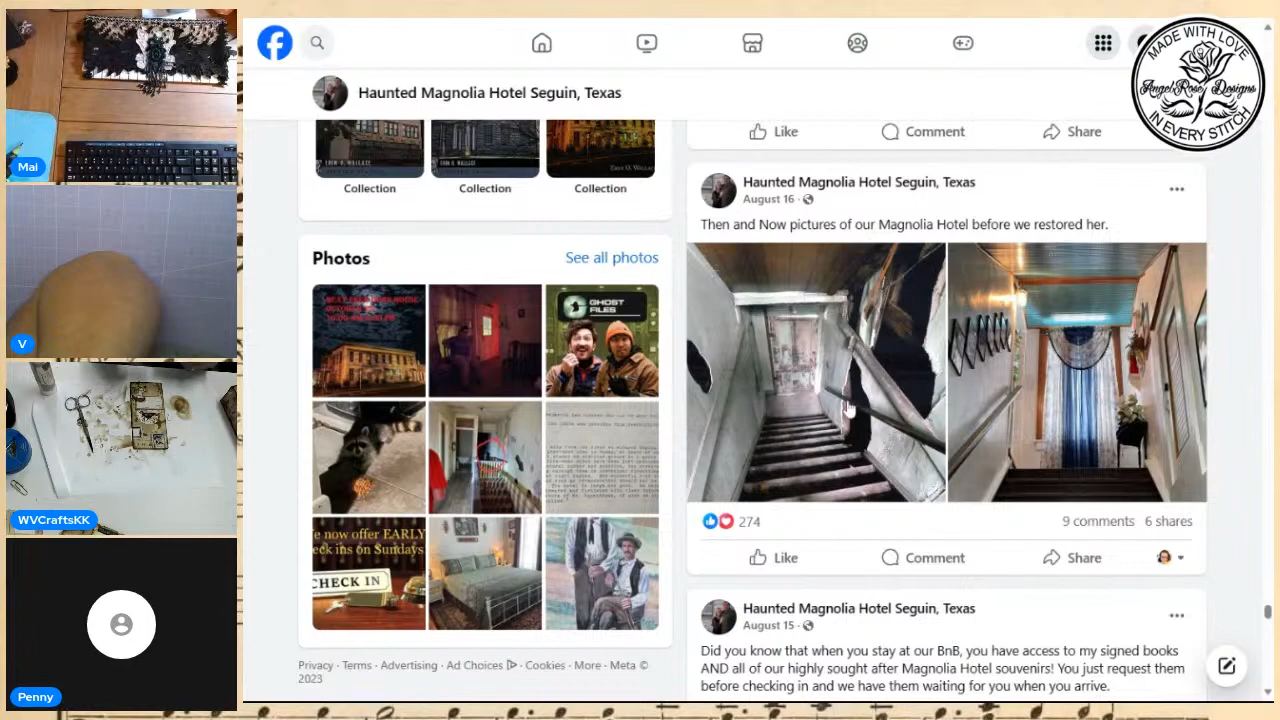 Mai
V
WVCraftsKK
Penny
MADE WITH LOVE
AngelRose Designs
IN EVERY STITCH
Haunted Magnolia Hotel Seguin, Texas
Collection
Collection
Collection
Photos
See all photos
GHOST
FILES
e now offer EARLY
eck ins on Sundays
CHECK IN
Privacy · Terms · Advertising · Ad Choices · Cookies · More · Meta ©
2023
Like
Comment
Share
Haunted Magnolia Hotel Seguin, Texas
August 16 ·
Then and Now pictures of our Magnolia Hotel before we restored her.
274
9 comments
6 shares
Like
Comment
Share
Haunted Magnolia Hotel Seguin, Texas
August 15 ·
Did you know that when you stay at our BnB, you have access to my signed books
AND all of our highly sought after Magnolia Hotel souvenirs! You just request them
before checking in and we have them waiting for you when you arrive.